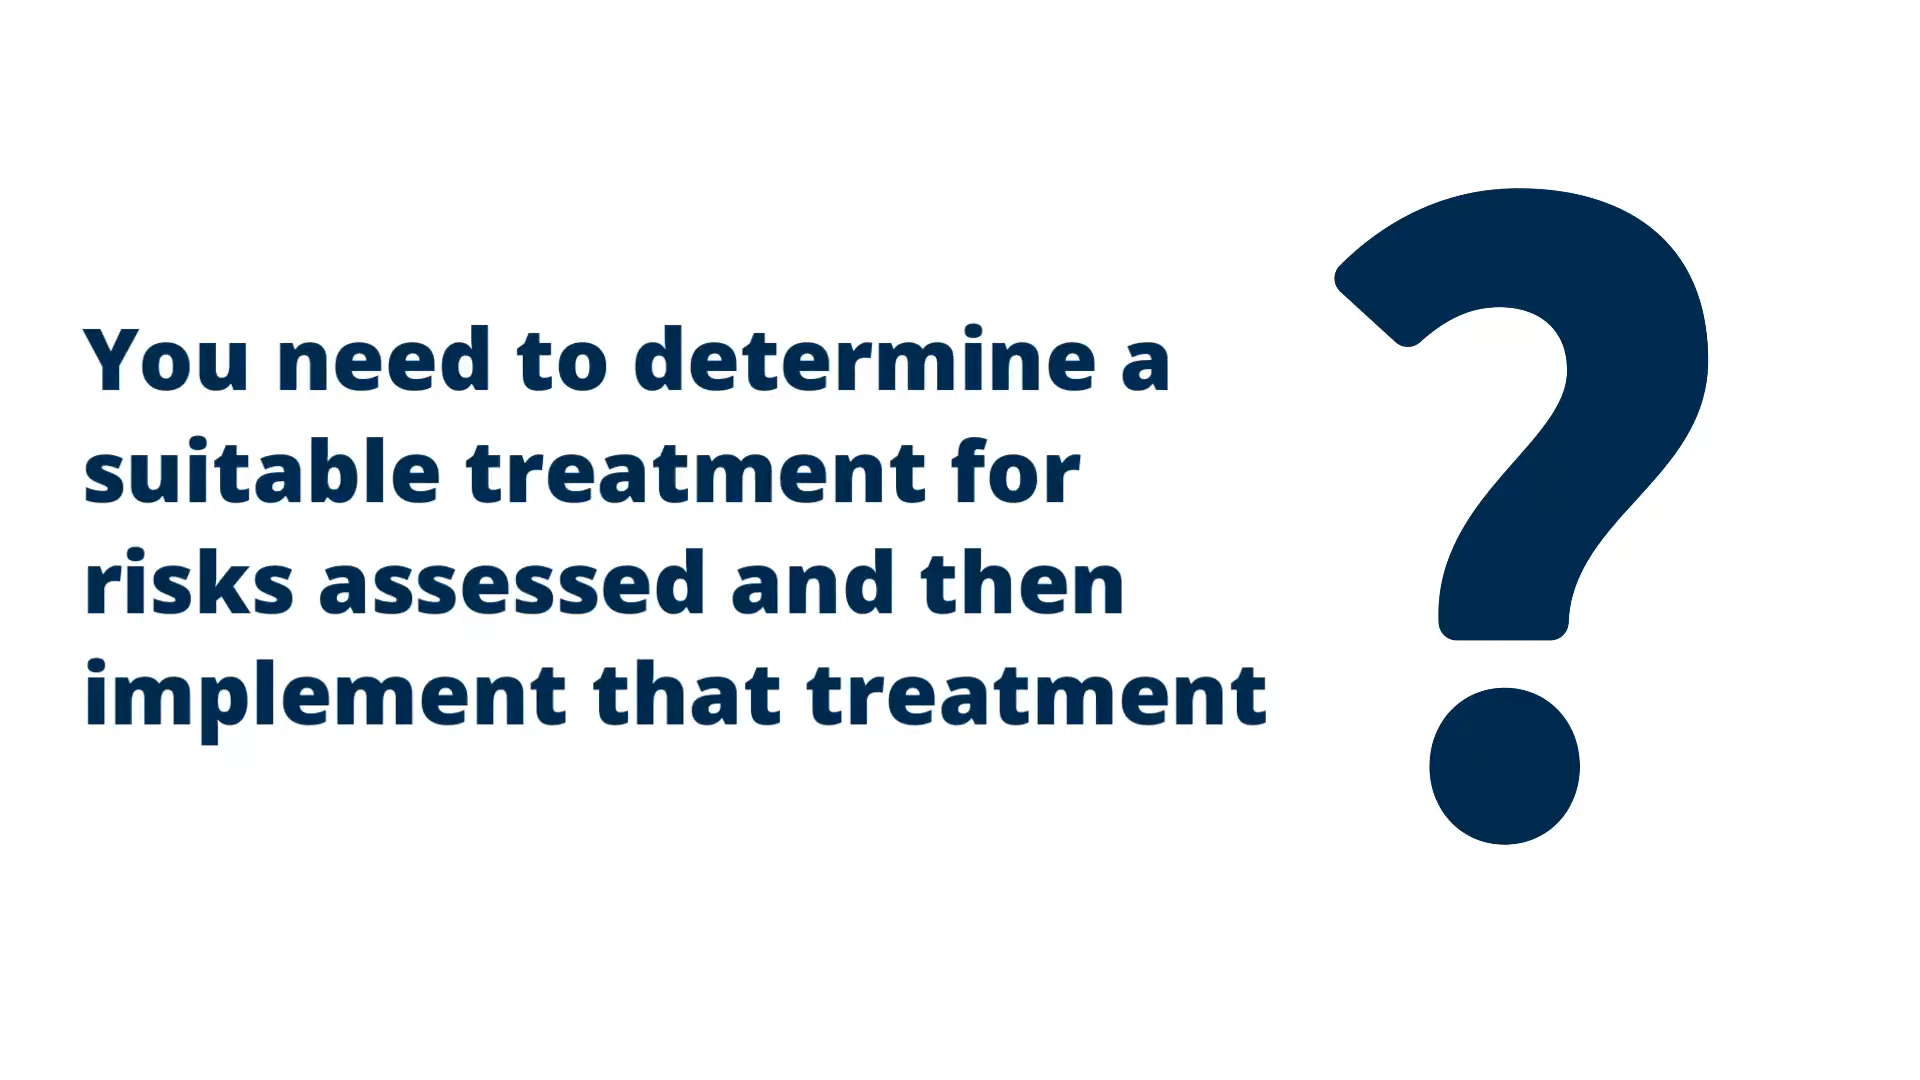 You need to determine a
suitable treatment for
risks assessed and then
implement that treatment
?